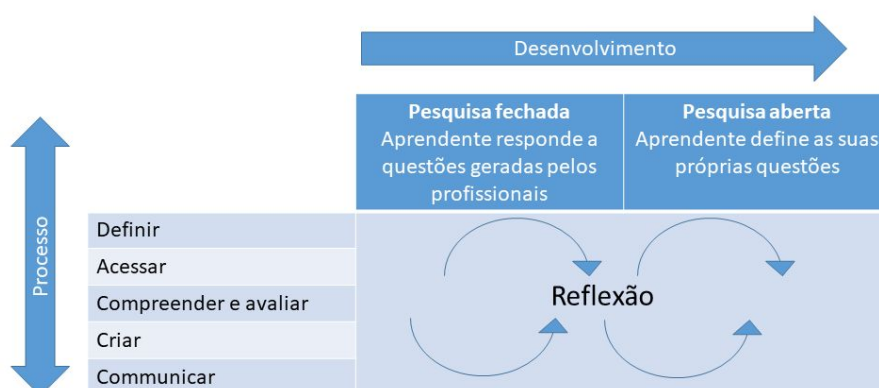 Desenvolvimento
Pesquisa fechada
Aprendente responde a
questões geradas pelos
profissionais
Pesquisa aberta
Aprendente define as suas
próprias questões
Processo
Definir
Acessar
Compreender e avaliar
Criar
Communicar
Reflexão